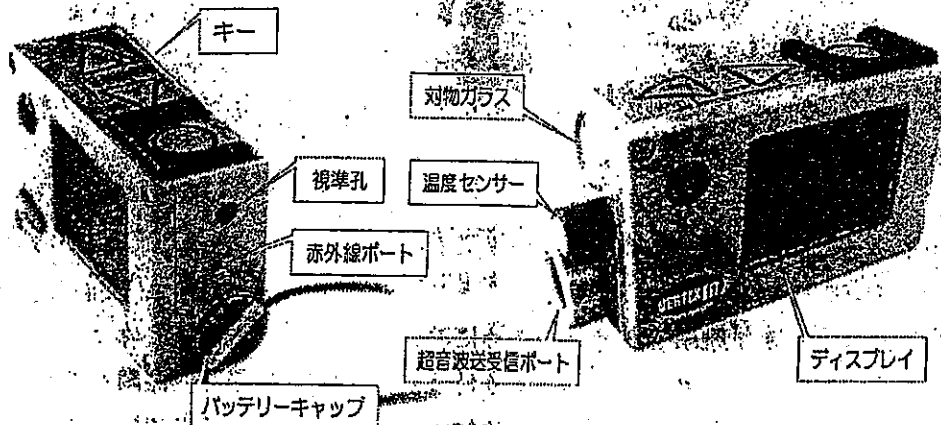 キー
対物ガラス
視準孔
温度センサー
赤外線ポート
超音波送受信ポート
ディスプレイ
バッテリーキャップ